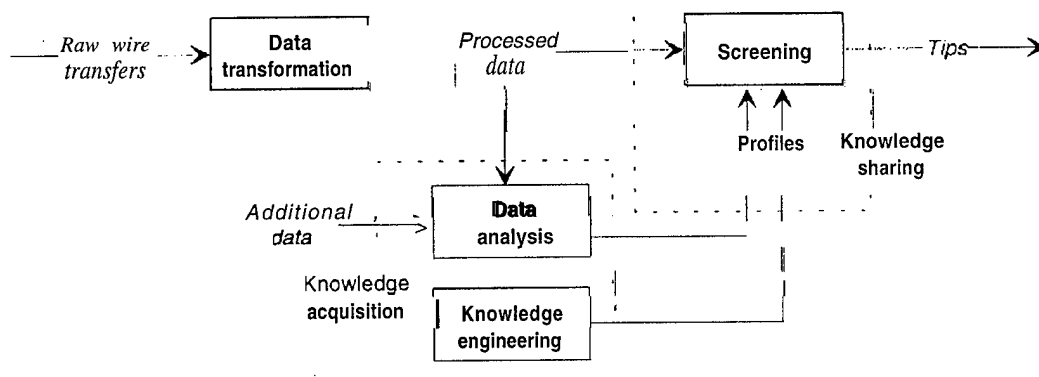 Raw wire
transfers
Data
transformation
Processed
data
Screening
Tips
Profiles
Knowledge
sharing
Additional
data
Data
analysis
Knowledge
acquisition
Knowledge
engineering